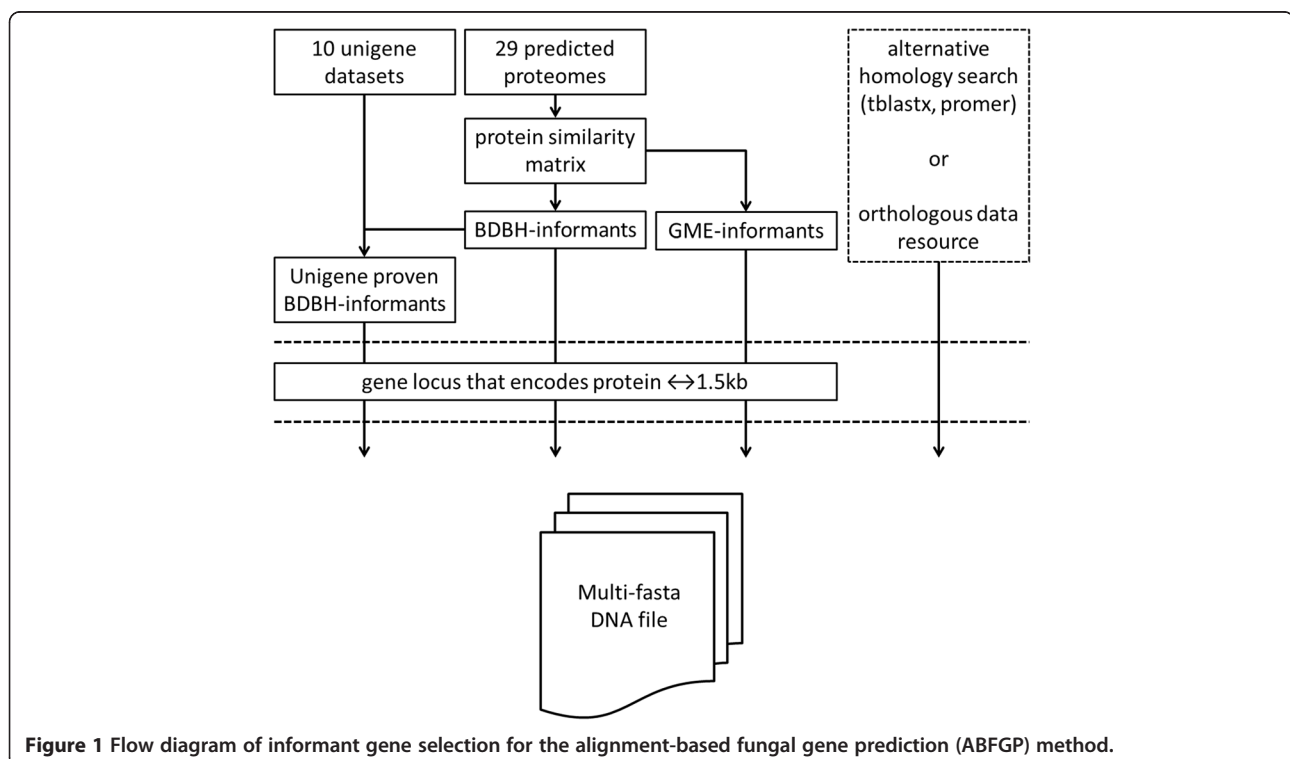 10 unigene
datasets
29 predicted
proteomes
alternative
homology search
(tblastx, promer)
or
orthologous data
resource
protein similarity
matrix
BDBH-informants
GME-informants
Unigene proven
BDBH-informants
gene locus that encodes protein ↔1.5kb
Multi-fasta
DNA file
Figure 1 Flow diagram of informant gene selection for the alignment-based fungal gene prediction (ABFGP) method.